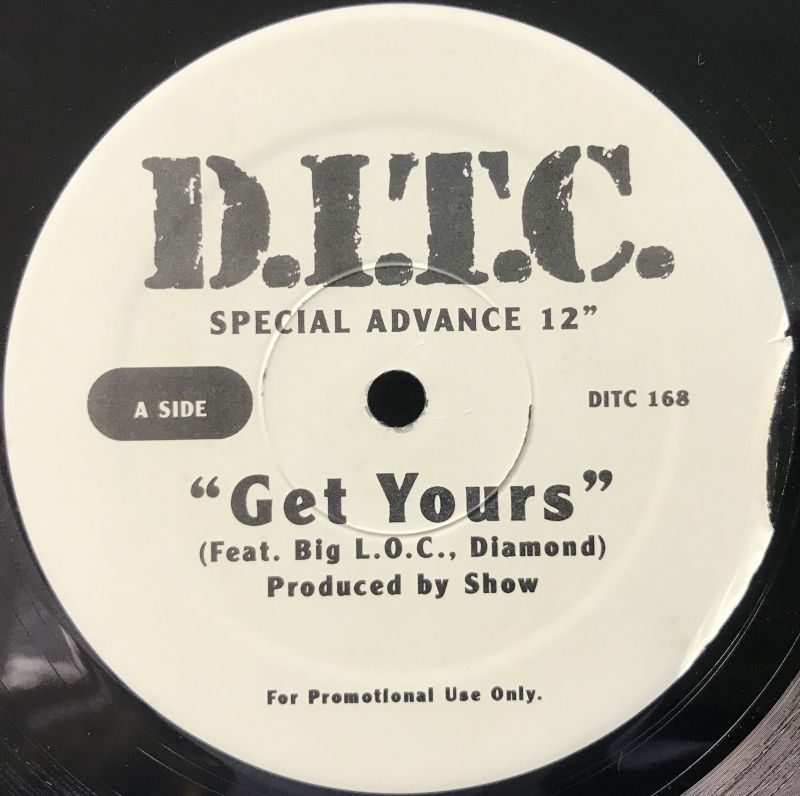 D.I.T.C.
SPECIAL ADVANCE 12”
A SIDE
DITC 168
“Get Yours”
(Feat. Big L.O.C., Diamond)
Produced by Show
For Promotional Use Only.